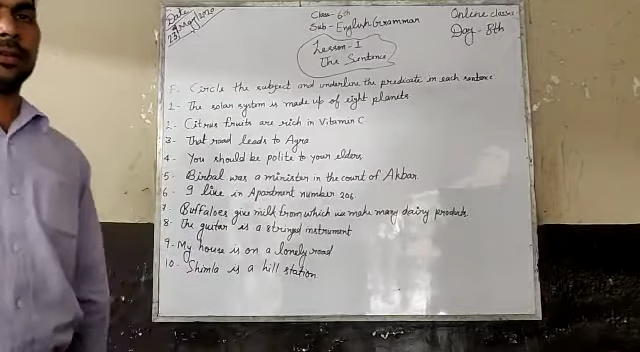 Date
23/May/2020
Class - 6th
Sub - English Grammar
Online classes
Day - 8th
Lesson - I
The Sentence
F. Circle the subject and underline the predicate in each sentence
1- The solar system is made up of eight planets
2- Citrus fruits are rich in Vitamin C
3- That road leads to Agra
4- You should be polite to your elders.
5- Birbal was a minister in the court of Akbar.
6- I live in Apartment number 206.
7- Buffaloes give milk from which we make many dairy products.
8- The guitar is a stringed instrument
9- My house is on a lonely road
10- Shimla is a hill station.